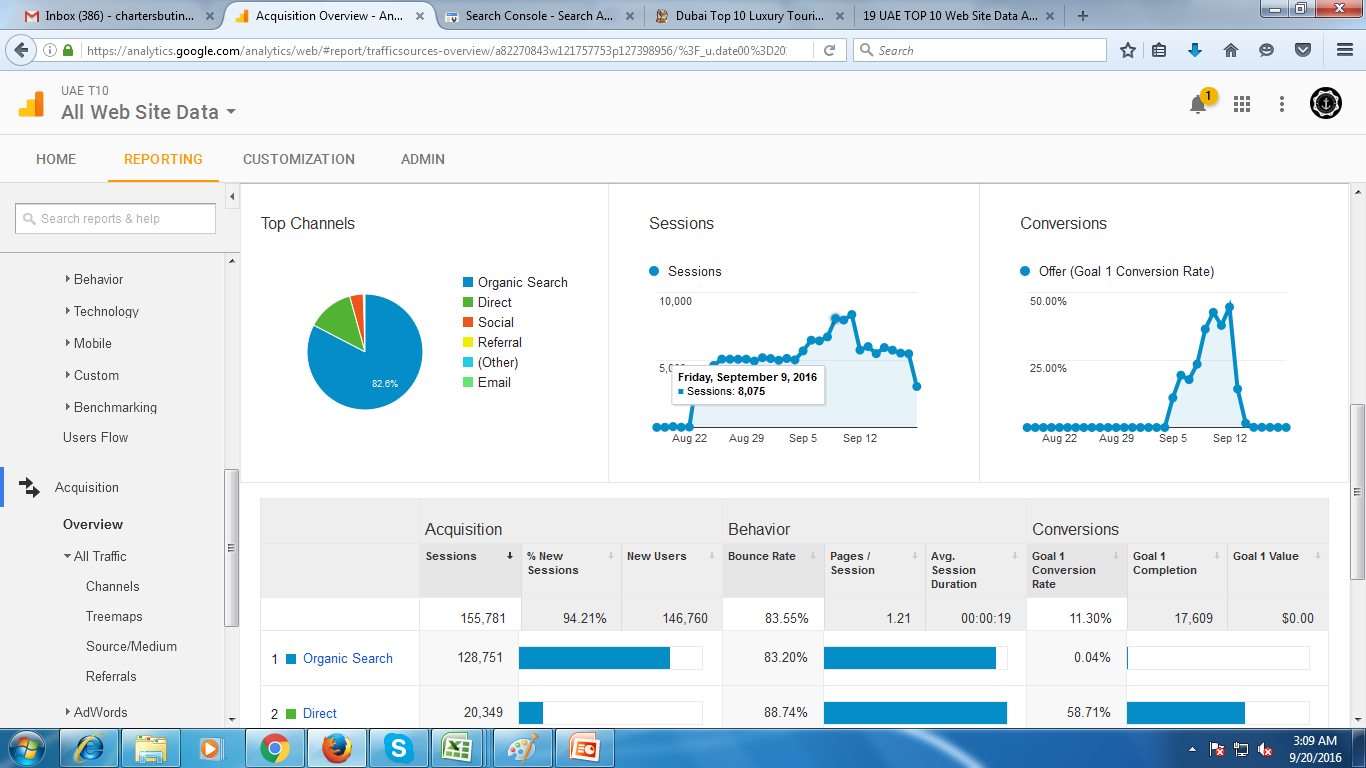 Inbox (386) - chartersbutin...
Acquisition Overview - An...
Search Console - Search A...
Dubai Top 10 Luxury Touri...
19 UAE TOP 10 Web Site Data A...
https://analytics.google.com/analytics/web/#report/trafficsources-overview/a82270843w121757753p127398956/%3F_u.date00%3D20
Search
UAE T10
All Web Site Data
1
HOME
REPORTING
CUSTOMIZATION
ADMIN
Search reports & help
Behavior
Technology
Mobile
Custom
Benchmarking
Users Flow
Acquisition
Overview
All Traffic
Channels
Treemaps
Source/Medium
Referrals
AdWords
Top Channels
82.6%
Organic Search
Direct
Social
Referral
(Other)
Email
Sessions
Sessions
10,000
5,000
Friday, September 9, 2016
Sessions: 8,075
Aug 22
Aug 29
Sep 5
Sep 12
Conversions
Offer (Goal 1 Conversion Rate)
50.00%
25.00%
Aug 22
Aug 29
Sep 5
Sep 12
Acquisition
Behavior
Conversions
Sessions
% New Sessions
New Users
Bounce Rate
Pages / Session
Avg. Session Duration
Goal 1 Conversion Rate
Goal 1 Completion
Goal 1 Value
155,781
94.21%
146,760
83.55%
1.21
00:00:19
11.30%
17,609
$0.00
1
Organic Search
128,751
83.20%
0.04%
2
Direct
20,349
88.74%
58.71%
3:09 AM
9/20/2016